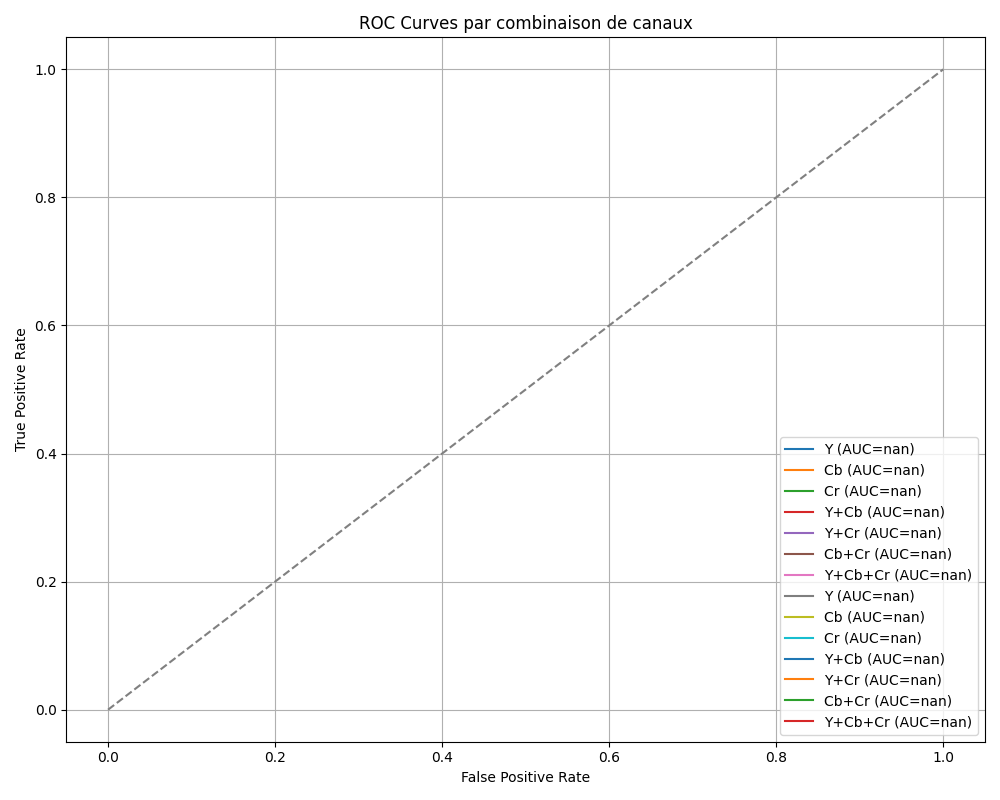 ROC Curves par combinaison de canaux
True Positive Rate
1.0
0.8
0.6
0.4
0.2
0.0
Y (AUC=nan)
Cb (AUC=nan)
Cr (AUC=nan)
Y+Cb (AUC=nan)
Y+Cr (AUC=nan)
Cb+Cr (AUC=nan)
Y+Cb+Cr (AUC=nan)
Y (AUC=nan)
Cb (AUC=nan)
Cr (AUC=nan)
Y+Cb (AUC=nan)
Y+Cr (AUC=nan)
Cb+Cr (AUC=nan)
Y+Cb+Cr (AUC=nan)
0.0 0.2 0.4 0.6 0.8 1.0
False Positive Rate